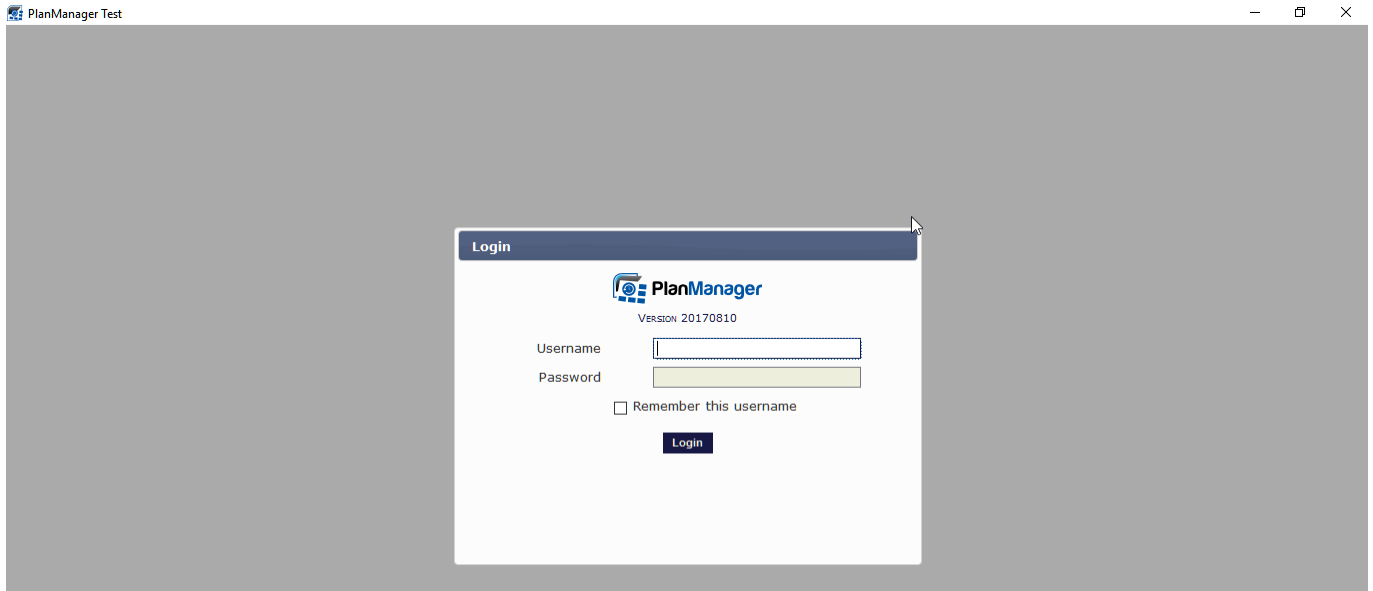 PlanManager Test
Login
PlanManager
Version 20170810
Username
Password
Remember this username
Login